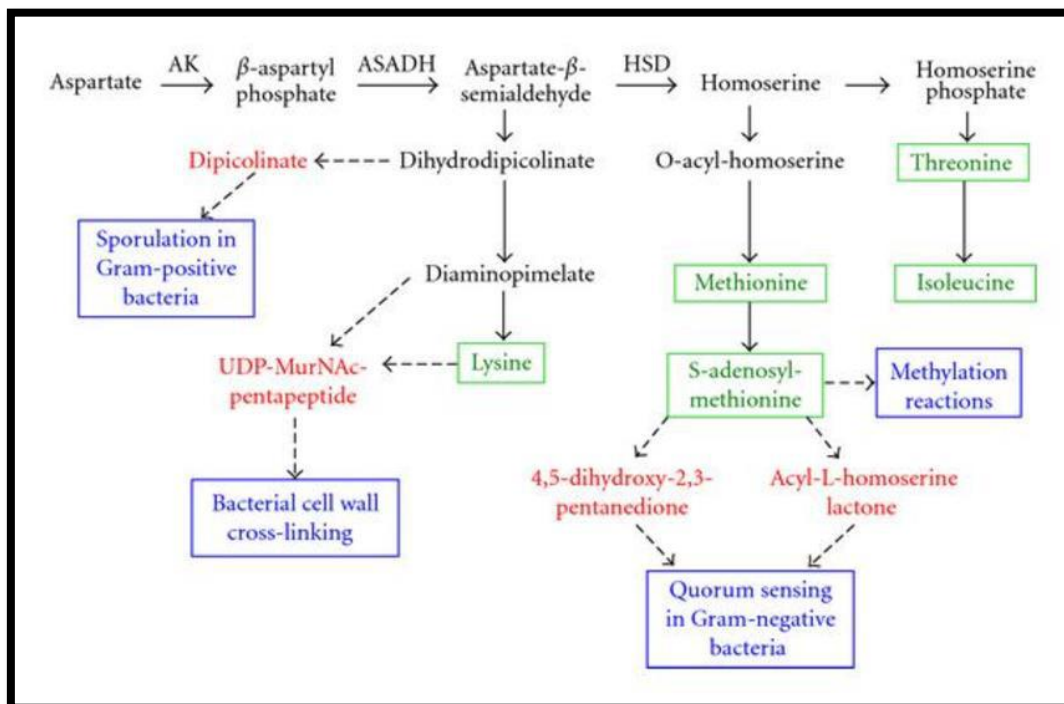 AK
ASADH
HSD
Aspartate
β-aspartyl
phosphate
Aspartate-β-
semialdehyde
Homoserine
Homoserine
phosphate
Dipicolinate
Dihydrodipicolinate
O-acyl-homoserine
Threonine
Sporulation in
Gram-positive
bacteria
Diaminopimelate
Methionine
Isoleucine
UDP-MurNAc-
pentapeptide
Lysine
S-adenosyl-
methionine
Methylation
reactions
4,5-dihydroxy-2,3-
pentanedione
Acyl-L-homoserine
lactone
Bacterial cell wall
cross-linking
Quorum sensing
in Gram-negative
bacteria